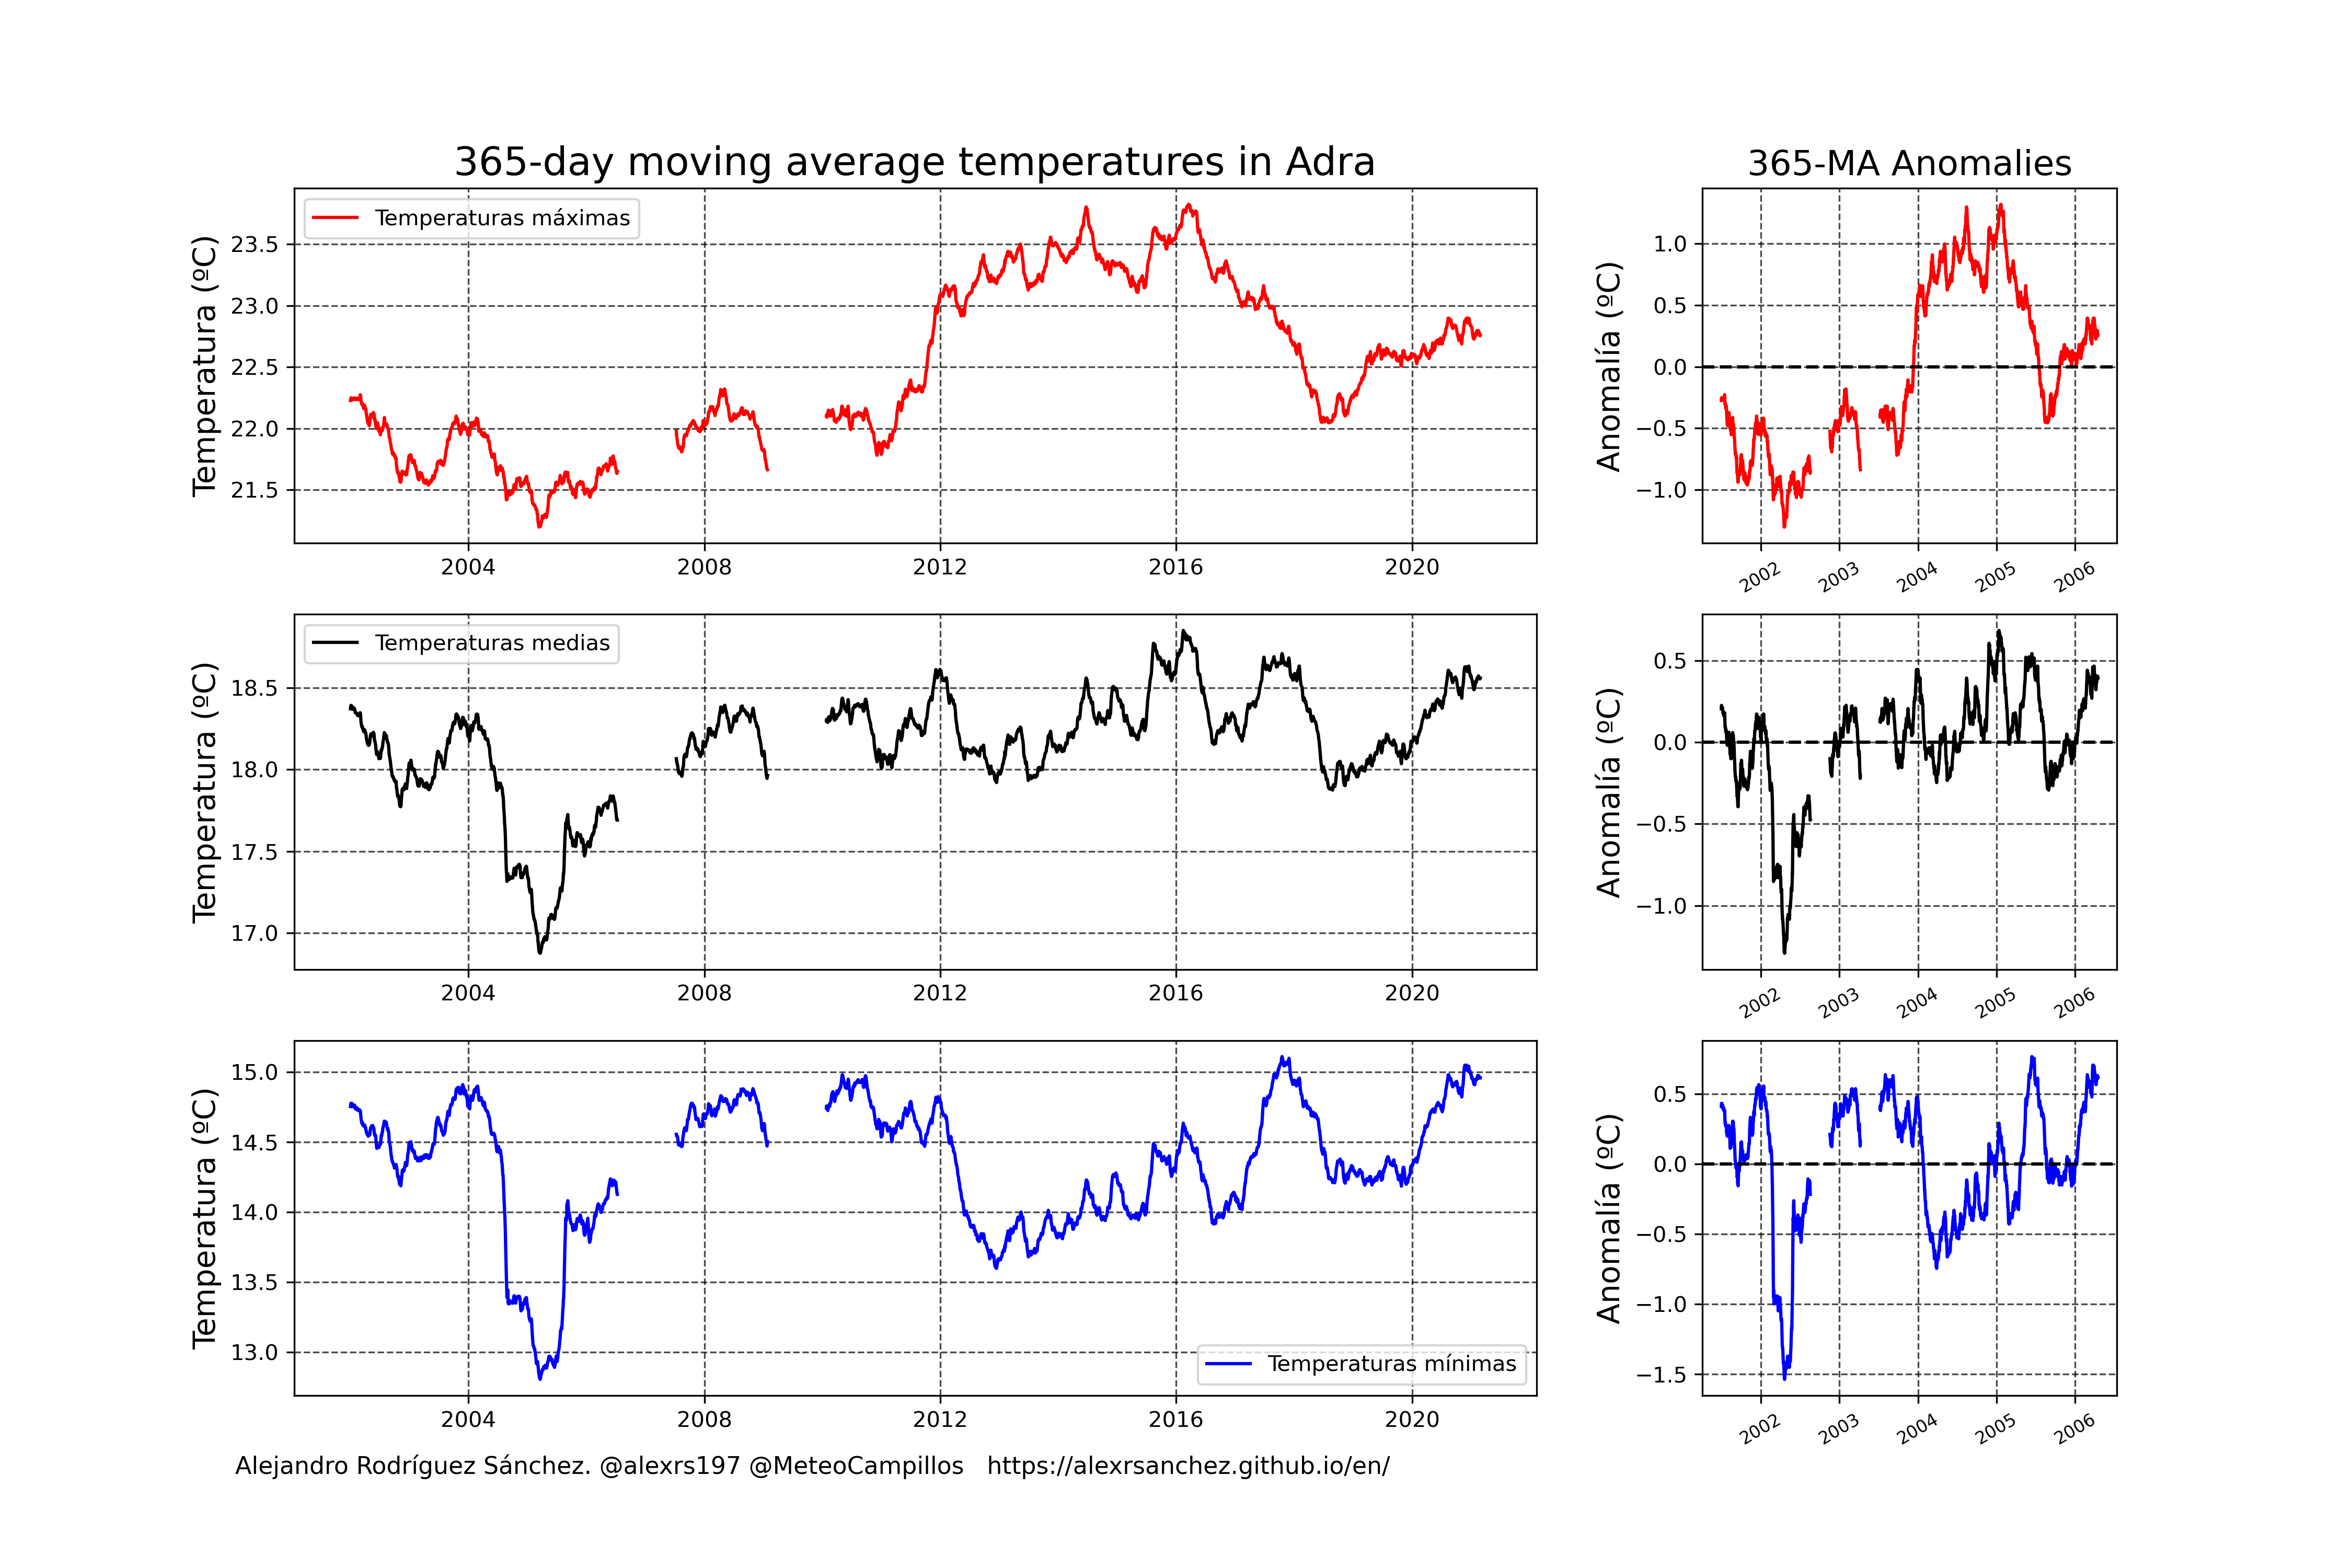 365-day moving average temperatures in Adra
Temperatura (ºC)
23.5
23.0
22.5
22.0
21.5
Temperaturas máximas
2004 2008 2012 2016 2020
365-MA Anomalies
Anomalía (ºC)
1.0
0.5
0.0
−0.5
−1.0
2002 2003 2004 2005 2006
Temperatura (ºC)
18.5
18.0
17.5
17.0
Temperaturas medias
2004 2008 2012 2016 2020
Anomalía (ºC)
0.5
0.0
−0.5
−1.0
2002 2003 2004 2005 2006
Temperatura (ºC)
15.0
14.5
14.0
13.5
13.0
Temperaturas mínimas
2004 2008 2012 2016 2020
Anomalía (ºC)
0.5
0.0
−0.5
−1.0
−1.5
2002 2003 2004 2005 2006
Alejandro Rodríguez Sánchez. @alexrs197 @MeteoCampillos https://alexrsanchez.github.io/en/